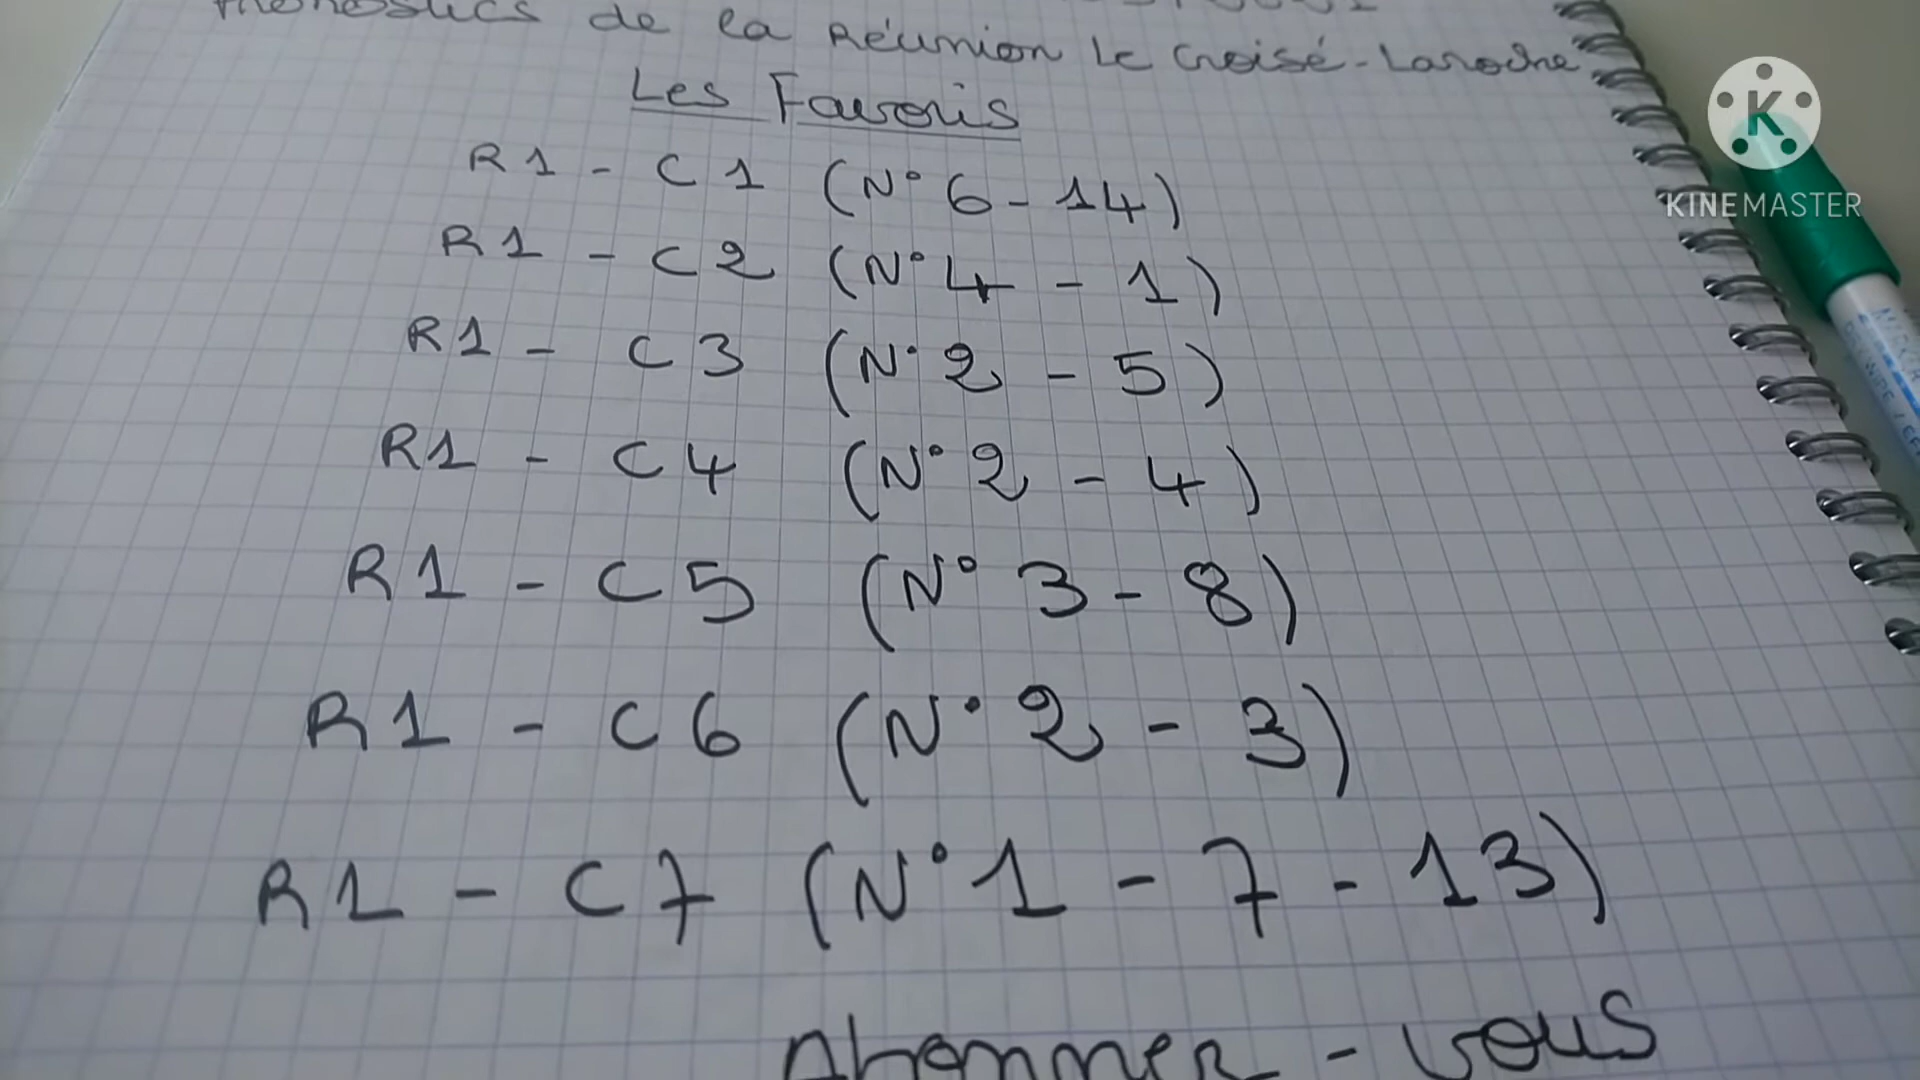 de la Réunion Le Croisé-Laroche
Les Favoris
R1 - C1 (N° 6 - 14)
R1 - C2 (N° 4 - 1)
R1 - C3 (N° 2 - 5)
R1 - C4 (N° 2 - 4)
R1 - C5 (N° 3 - 8)
R1 - C6 (N° 2 - 3)
R1 - C7 (N° 1 - 7 - 13)
Abonner - vous
K
KINEMASTER